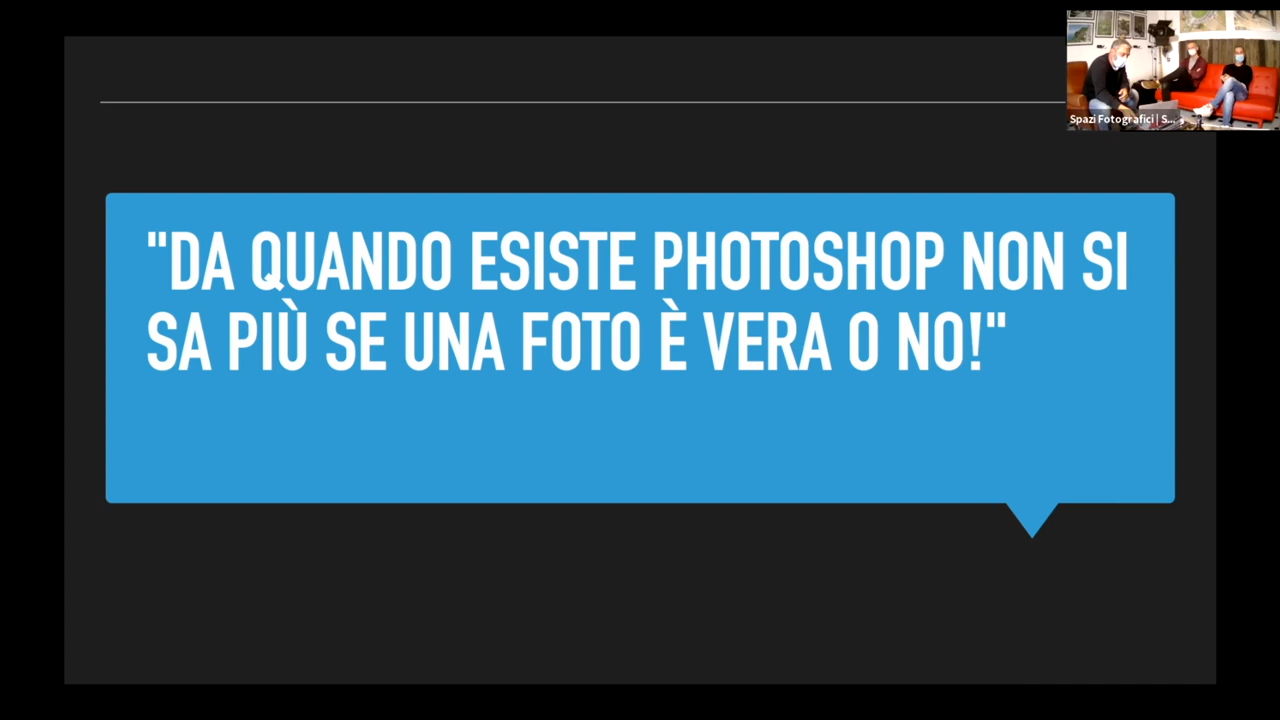 Spazi Fotografici | S...
"DA QUANDO ESISTE PHOTOSHOP NON SI
SA PIÙ SE UNA FOTO È VERA O NO!"